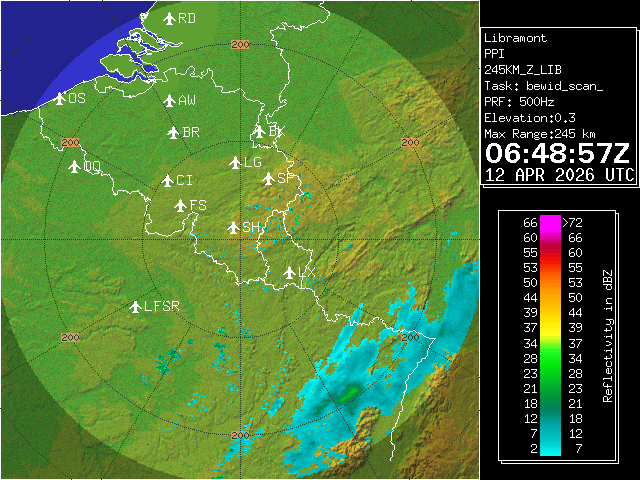 Libramont
PPI
245KM_Z_LIB
Task: bewid_scan_
PRF: 500Hz
Elevation:0.3
Max Range:245 km
06:48:57Z
12 APR 2026 UTC
RD
200
OS
AW
BR
BK
200
200
QQ
LG
CI
SP
FS
SH
LX
LFSR
200
200
200
66 >72
60 66
55 60
53 55
50 53
44 50
39 44
37 39
34 37
28 34
23 28
21 23
18 21
12 18
7 12
2 7
Reflectivity in dBZ